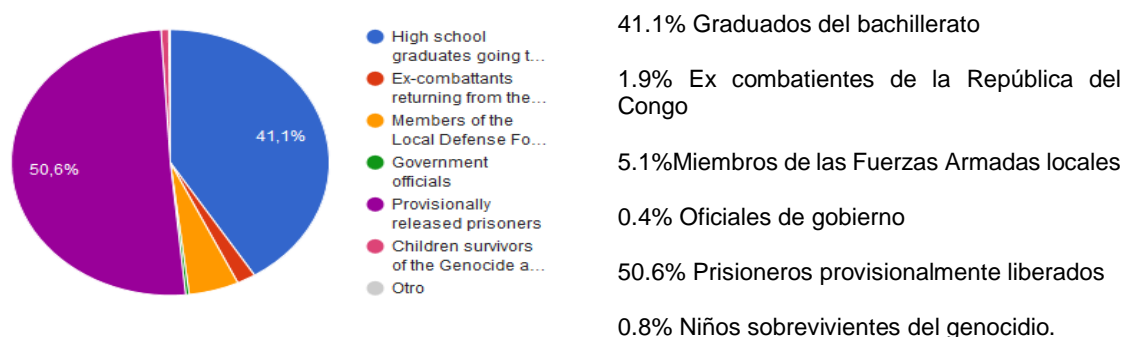 50,6%
41,1%
High school
graduates going t...
Ex-combattants
returning from the...
Members of the
Local Defense Fo...
Government
officials
Provisionally
released prisoners
Children survivors
of the Genocide a...
Otro
41.1% Graduados del bachillerato
1.9% Ex combatientes de la República del
Congo
5.1%Miembros de las Fuerzas Armadas locales
0.4% Oficiales de gobierno
50.6% Prisioneros provisionalmente liberados
0.8% Niños sobrevivientes del genocidio.